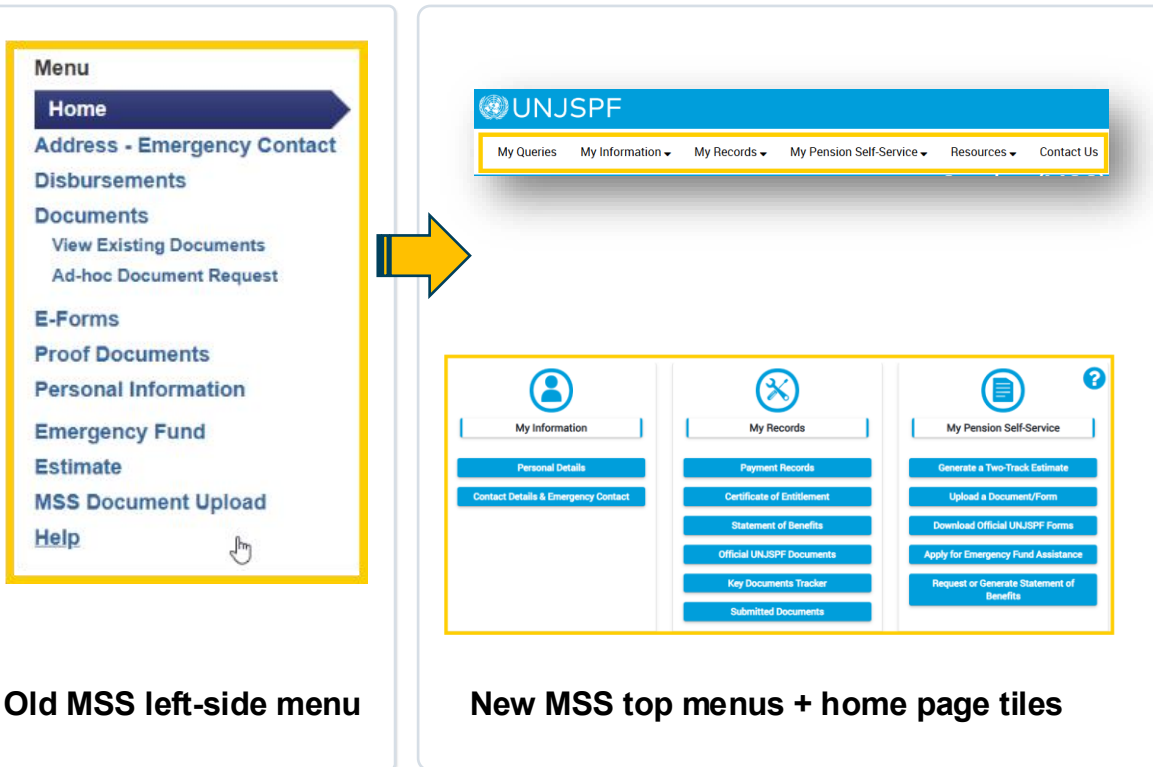 Menu
Home
Address - Emergency Contact
Disbursements
Documents
View Existing Documents
Ad-hoc Document Request
E-Forms
Proof Documents
Personal Information
Emergency Fund
Estimate
MSS Document Upload
Help
Old MSS left-side menu
UNJSPF
My Queries My Information My Records My Pension Self-Service Resources Contact Us
?
My Information
Personal Details
Contact Details & Emergency Contact
My Records
Payment Records
Certificate of Entitlement
Statement of Benefits
Official UNJSPF Documents
Key Documents Tracker
Submitted Documents
My Pension Self-Service
Generate a Two-Track Estimate
Upload a Document/Form
Download Official UNJSPF Forms
Apply for Emergency Fund Assistance
Request or Generate Statement of
Benefits
New MSS top menus + home page tiles